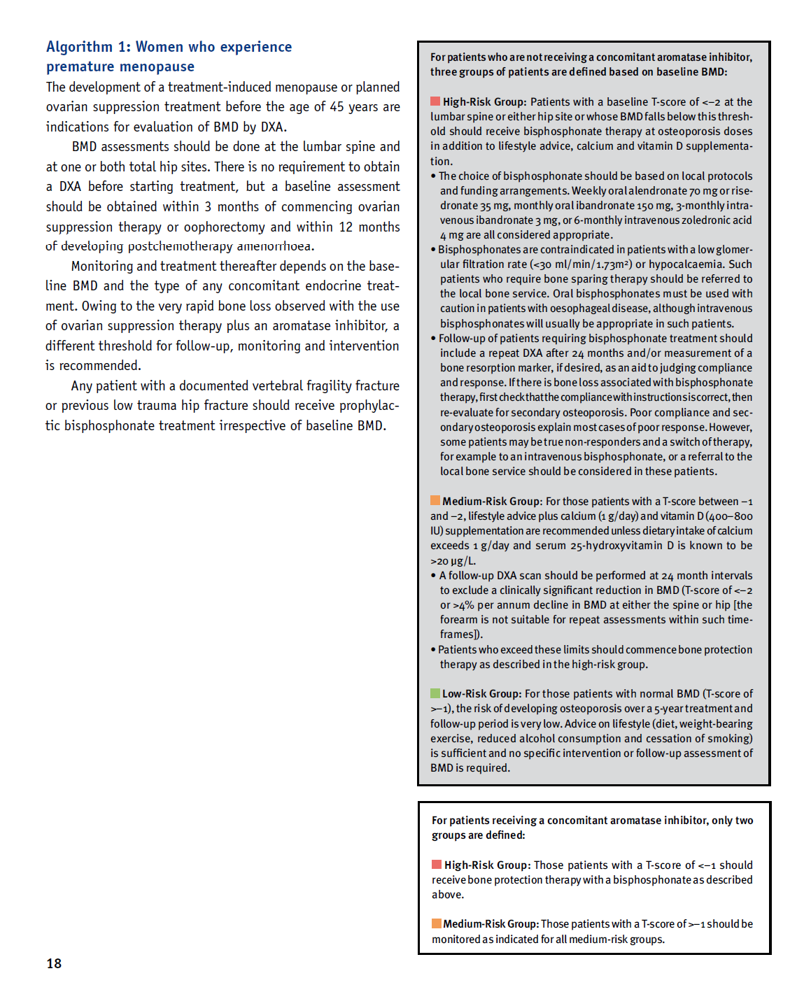 Algorithm 1: Women who experience
premature menopause
The development of a treatment-induced menopause or planned
ovarian suppression treatment before the age of 45 years are
indications for evaluation of BMD by DXA.
BMD assessments should be done at the lumbar spine and
at one or both total hip sites. There is no requirement to obtain
a DXA before starting treatment, but a baseline assessment
should be obtained within 3 months of commencing ovarian
suppression therapy or oophorectomy and within 12 months
of developing postchemotherapy amenorrhoea.
Monitoring and treatment thereafter depends on the base-
line BMD and the type of any concomitant endocrine treat-
ment. Owing to the very rapid bone loss observed with the use
of ovarian suppression therapy plus an aromatase inhibitor, a
different threshold for follow-up, monitoring and intervention
is recommended.
Any patient with a documented vertebral fragility fracture
or previous low trauma hip fracture should receive prophylac-
tic bisphosphonate treatment irrespective of baseline BMD.
For patients who are not receiving a concomitant aromatase inhibitor,
three groups of patients are defined based on baseline BMD:
High-Risk Group: Patients with a baseline T-score of <–2 at the
lumbar spine or either hip site or whose BMD falls below this thresh-
old should receive bisphosphonate therapy at osteoporosis doses
in addition to lifestyle advice, calcium and vitamin D supplementa-
tion.
• The choice of bisphosphonate should be based on local protocols
and funding arrangements. Weekly oral alendronate 70 mg or rise-
dronate 35 mg, monthly oral ibandronate 150 mg, 3-monthly intra-
venous ibandronate 3 mg, or 6-monthly intravenous zoledronic acid
4 mg are all considered appropriate.
• Bisphosphonates are contraindicated in patients with a low glomer-
ular filtration rate (<30 ml/min/1.73m²) or hypocalcaemia. Such
patients who require bone sparing therapy should be referred to
the local bone service. Oral bisphosphonates must be used with
caution in patients with oesophageal disease, although intravenous
bisphosphonates will usually be appropriate in such patients.
• Follow-up of patients requiring bisphosphonate treatment should
include a repeat DXA after 24 months and/or measurement of a
bone resorption marker, if desired, as an aid to judging compliance
and response. If there is bone loss associated with bisphosphonate
therapy, first check that the compliance with instructions is correct, then
re-evaluate for secondary osteoporosis. Poor compliance and sec-
ondary osteoporosis explain most cases of poor response. However,
some patients may be true non-responders and a switch of therapy,
for example to an intravenous bisphosphonate, or a referral to the
local bone service should be considered in these patients.
Medium-Risk Group: For those patients with a T-score between –1
and –2, lifestyle advice plus calcium (1 g/day) and vitamin D (400–800
IU) supplementation are recommended unless dietary intake of calcium
exceeds 1 g/day and serum 25-hydroxyvitamin D is known to be
>20 µg/L.
• A follow-up DXA scan should be performed at 24 month intervals
to exclude a clinically significant reduction in BMD (T-score of <–2
or >4% per annum decline in BMD at either the spine or hip [the
forearm is not suitable for repeat assessments within such time-
frames]).
• Patients who exceed these limits should commence bone protection
therapy as described in the high-risk group.
Low-Risk Group: For those patients with normal BMD (T-score of
>–1), the risk of developing osteoporosis over a 5-year treatment and
follow-up period is very low. Advice on lifestyle (diet, weight-bearing
exercise, reduced alcohol consumption and cessation of smoking)
is sufficient and no specific intervention or follow-up assessment of
BMD is required.
For patients receiving a concomitant aromatase inhibitor, only two
groups are defined:
High-Risk Group: Those patients with a T-score of <–1 should
receive bone protection therapy with a bisphosphonate as described
above.
Medium-Risk Group: Those patients with a T-score of >–1 should be
monitored as indicated for all medium-risk groups.
18